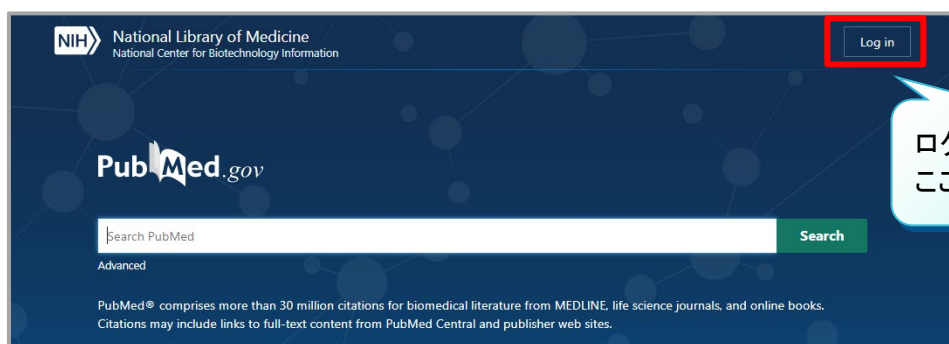 NIH
National Library of Medicine
National Center for Biotechnology Information
Log in
PubMed.gov
Search PubMed
Search
Advanced
PubMed® comprises more than 30 million citations for biomedical literature from MEDLINE, life science journals, and online books.
Citations may include links to full-text content from PubMed Central and publisher web sites.